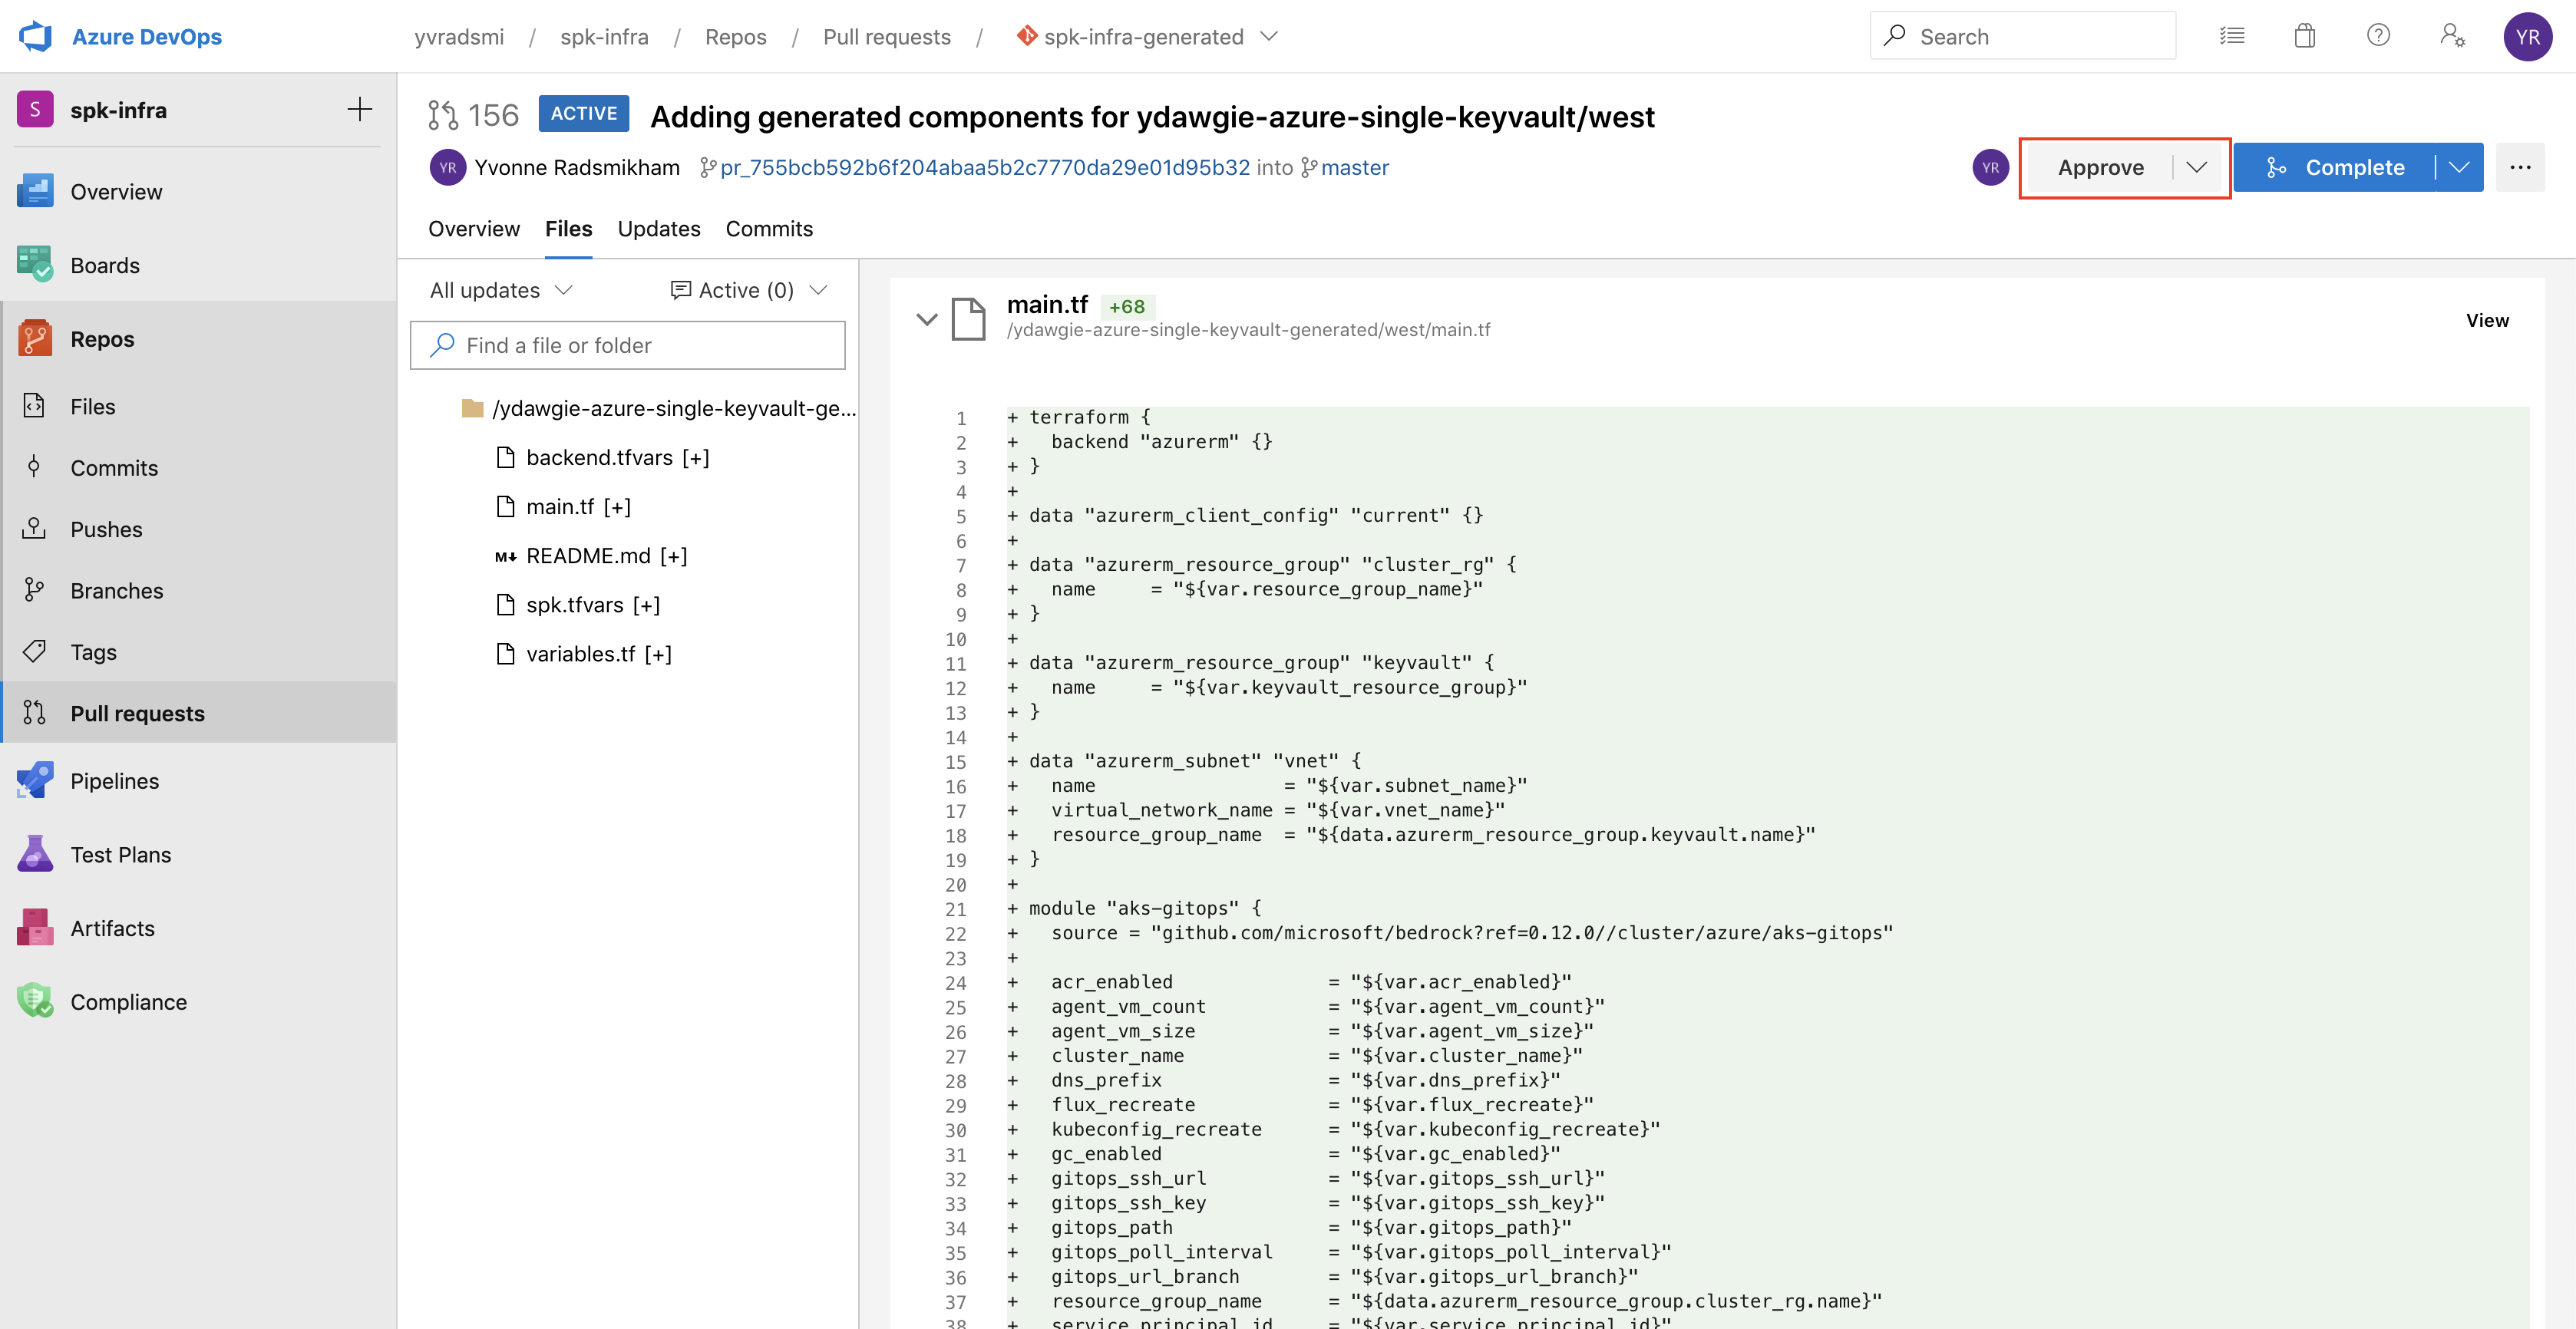 Azure DevOps
yvradsmi / spk-infra / Repos / Pull requests / spk-infra-generated
Search
YR
S spk-infra
Overview
Boards
Repos
Files
Commits
Pushes
Branches
Tags
Pull requests
Pipelines
Test Plans
Artifacts
Compliance
156 ACTIVE Adding generated components for ydawgie-azure-single-keyvault/west
YR Yvonne Radsmikham pr_755bcb592b6f204abaa5b2c7770da29e01d95b32 into master
YR Approve Complete ...
Overview Files Updates Commits
All updates Active (0)
Find a file or folder
/ydawgie-azure-single-keyvault-ge...
backend.tfvars [+]
main.tf [+]
M↓ README.md [+]
spk.tfvars [+]
variables.tf [+]
main.tf +68
/ydawgie-azure-single-keyvault-generated/west/main.tf
View
1 + terraform {
2 +   backend "azurerm" {}
3 + }
4 +
5 + data "azurerm_client_config" "current" {}
6 +
7 + data "azurerm_resource_group" "cluster_rg" {
8 +   name     = "${var.resource_group_name}"
9 + }
10 +
11 + data "azurerm_resource_group" "keyvault" {
12 +   name     = "${var.keyvault_resource_group}"
13 + }
14 +
15 + data "azurerm_subnet" "vnet" {
16 +   name                 = "${var.subnet_name}"
17 +   virtual_network_name = "${var.vnet_name}"
18 +   resource_group_name  = "${data.azurerm_resource_group.keyvault.name}"
19 + }
20 +
21 + module "aks-gitops" {
22 +   source = "github.com/microsoft/bedrock?ref=0.12.0//cluster/azure/aks-gitops"
23 +
24 +   acr_enabled              = "${var.acr_enabled}"
25 +   agent_vm_count           = "${var.agent_vm_count}"
26 +   agent_vm_size            = "${var.agent_vm_size}"
27 +   cluster_name             = "${var.cluster_name}"
28 +   dns_prefix               = "${var.dns_prefix}"
29 +   flux_recreate            = "${var.flux_recreate}"
30 +   kubeconfig_recreate      = "${var.kubeconfig_recreate}"
31 +   gc_enabled               = "${var.gc_enabled}"
32 +   gitops_ssh_url           = "${var.gitops_ssh_url}"
33 +   gitops_ssh_key           = "${var.gitops_ssh_key}"
34 +   gitops_path              = "${var.gitops_path}"
35 +   gitops_poll_interval     = "${var.gitops_poll_interval}"
36 +   gitops_url_branch        = "${var.gitops_url_branch}"
37 +   resource_group_name      = "${data.azurerm_resource_group.cluster_rg.name}"
38 +   service_principal_id     = "${var.service_principal_id}"